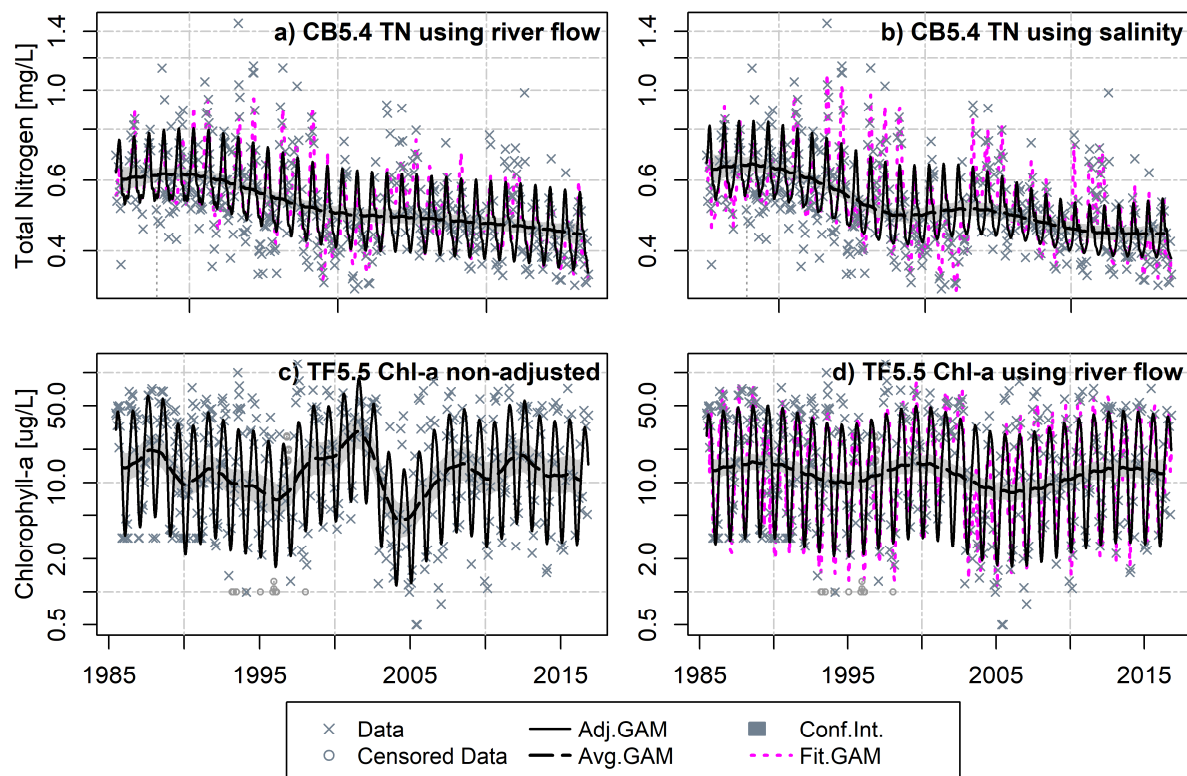 a) CB5.4 TN using river flow
b) CB5.4 TN using salinity
Total Nitrogen [mg/L]
1.4
1.0
0.6
0.4
1.4
1.0
0.6
0.4
c) TF5.5 Chl-a non-adjusted
d) TF5.5 Chl-a using river flow
Chlorophyll-a [ug/L]
50.0
10.0
2.0
0.5
50.0
10.0
2.0
0.5
1985 1995 2005 2015
1985 1995 2005 2015
Data Adj.GAM Conf.Int.
Censored Data Avg.GAM Fit.GAM